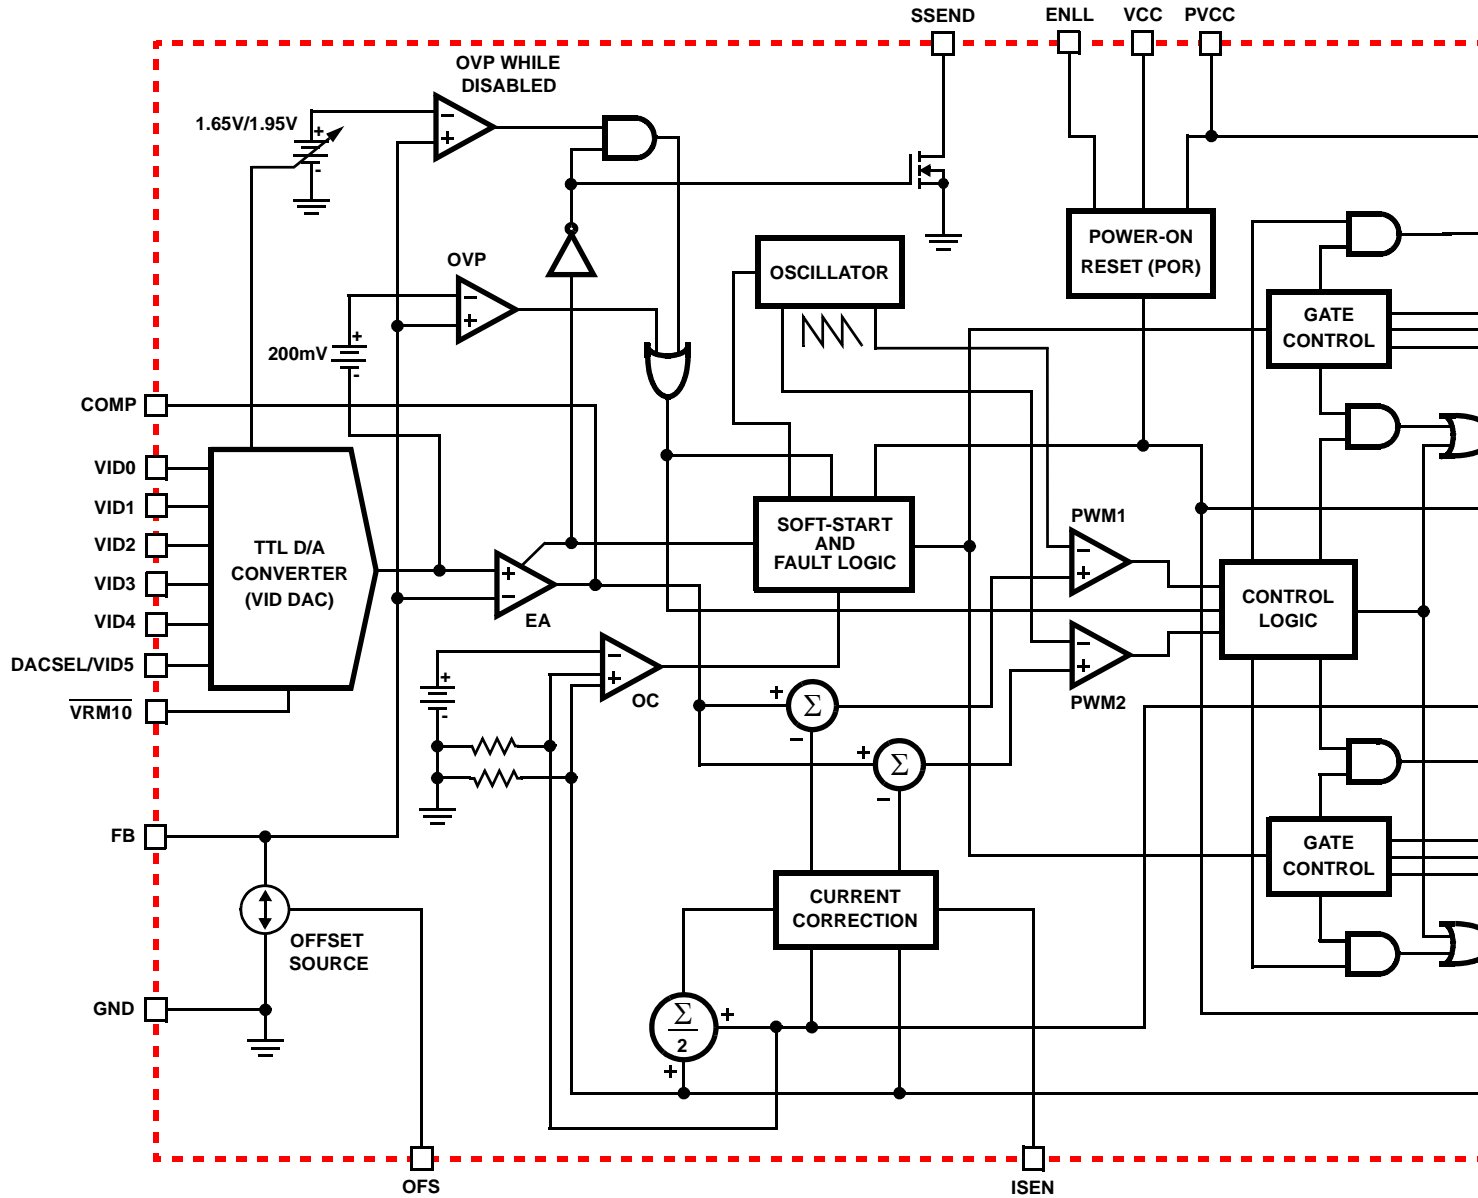 SSEND
ENLL
VCC
PVCC
OVP WHILE
DISABLED
1.65V/1.95V
+
-
−
+
OVP
−
+
200mV
+
-
OSCILLATOR
POWER-ON
RESET (POR)
GATE
CONTROL
COMP
VID0
VID1
VID2
VID3
VID4
DACSEL/VID5
VRM10
TTL D/A
CONVERTER
(VID DAC)
+
−
EA
SOFT-START
AND
FAULT LOGIC
PWM1
−
+
CONTROL
LOGIC
−
+
PWM2
−
+
OC
+
-
+
Σ
−
+
Σ
−
FB
OFFSET
SOURCE
GND
CURRENT
CORRECTION
GATE
CONTROL
Σ
2
+
+
OFS
ISEN